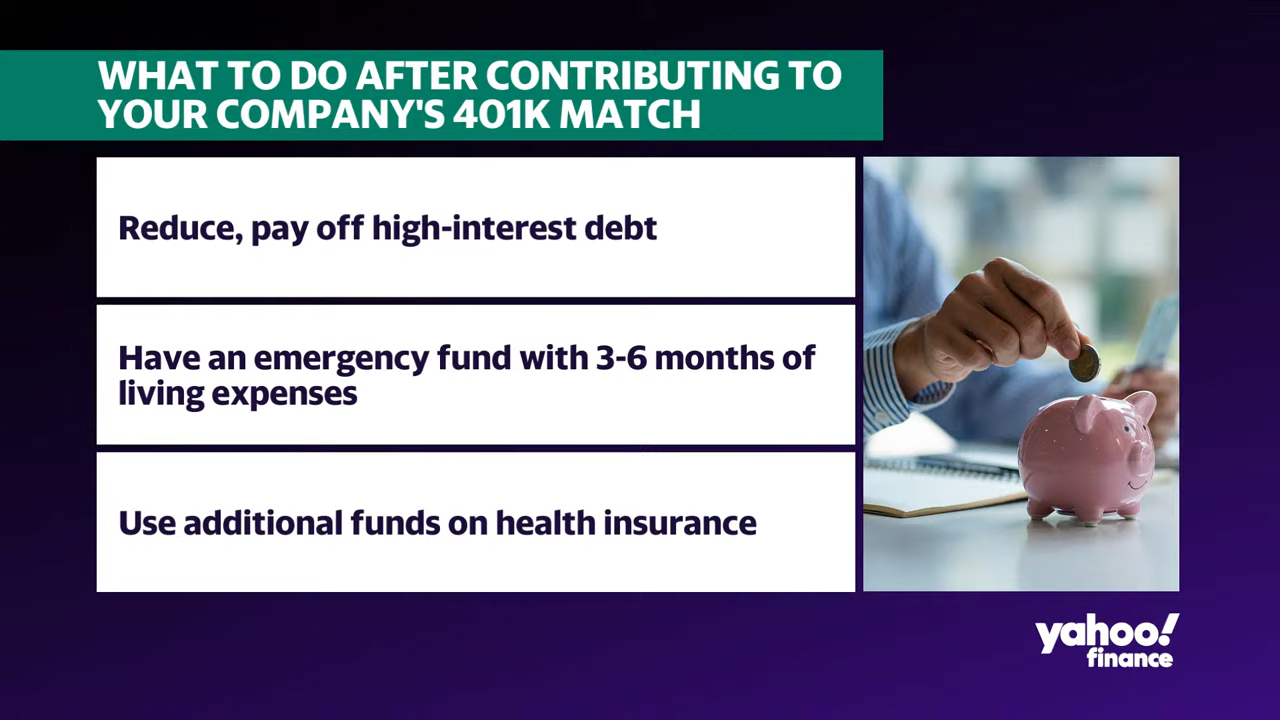 WHAT TO DO AFTER CONTRIBUTING TO
YOUR COMPANY'S 401K MATCH
Reduce, pay off high-interest debt
Have an emergency fund with 3-6 months of
living expenses
Use additional funds on health insurance
yahoo!
finance